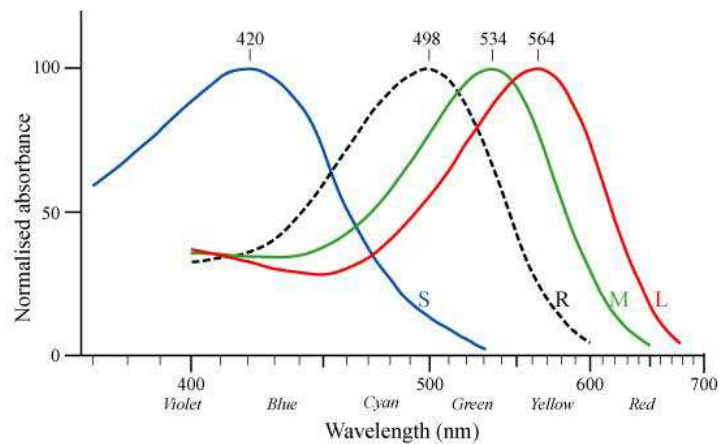 420 498 534 564
100
50
0
Normalised absorbance
S R M L
400 500 600 700
Violet Blue Cyan Green Yellow Red
Wavelength (nm)